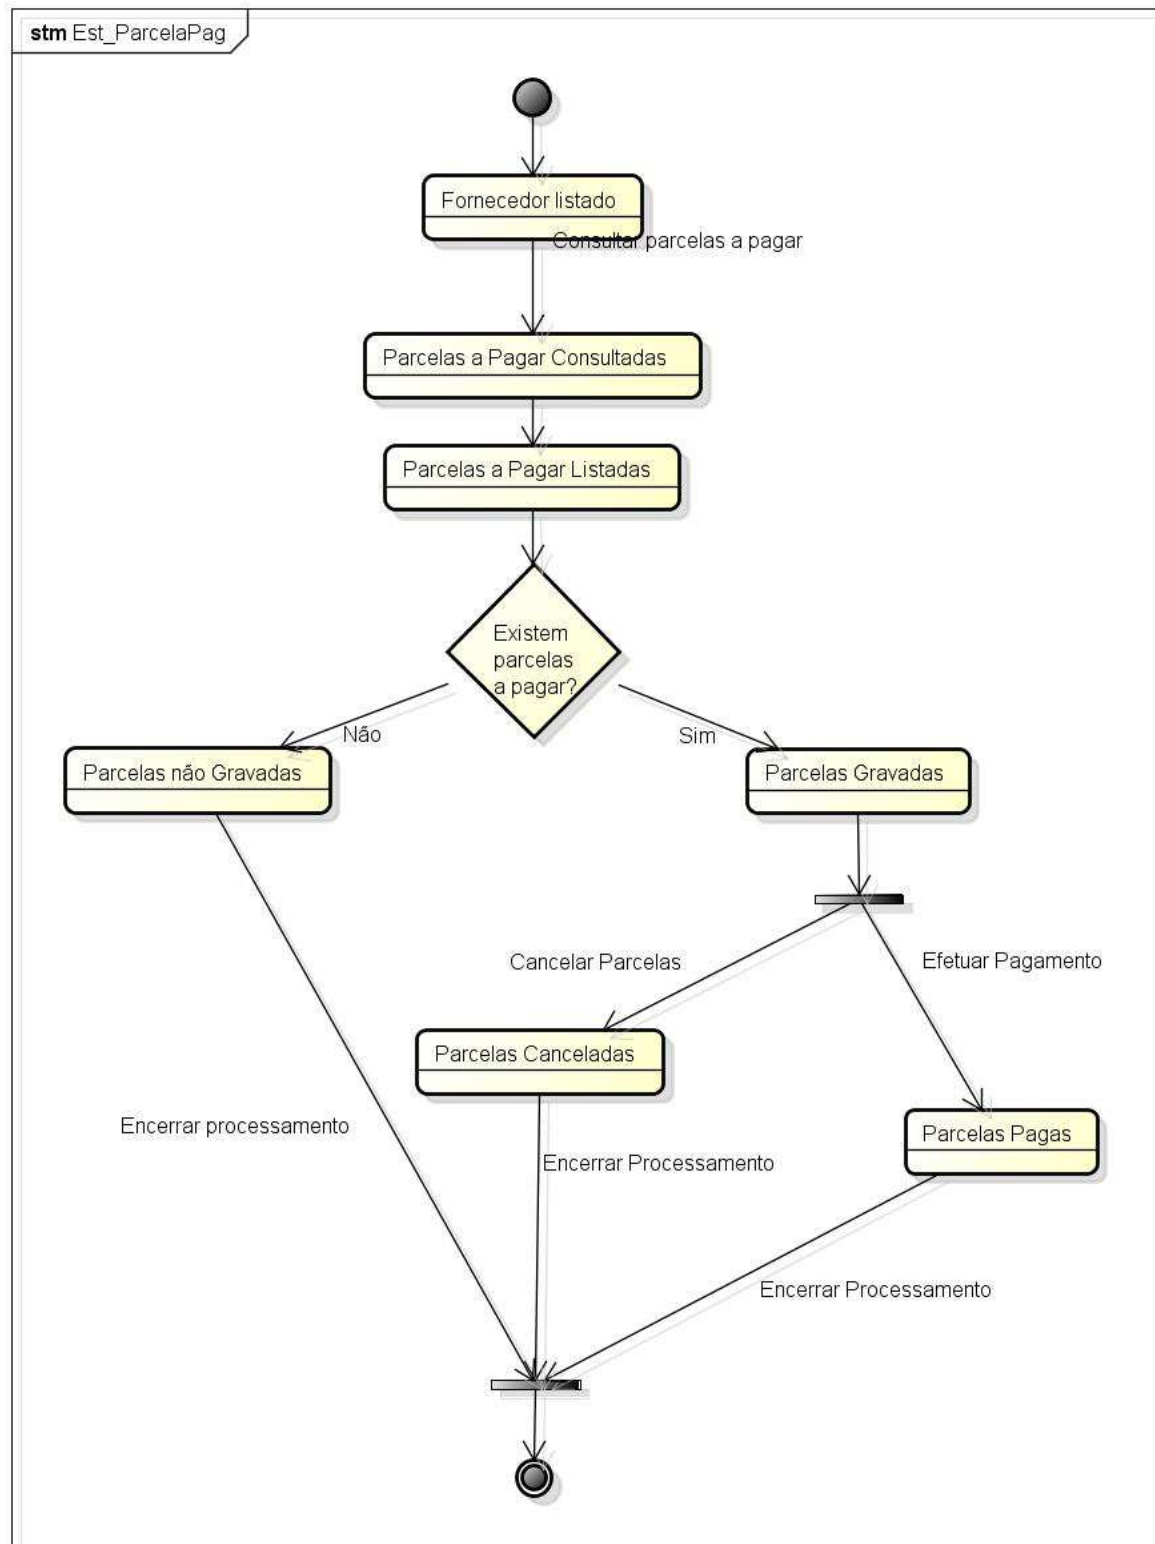 stm Est_ParcelaPag
Fornecedor listado
Consultar parcelas a pagar
Parcelas a Pagar Consultadas
Parcelas a Pagar Listadas
Existem
parcelas
a pagar?
Não
Sim
Parcelas não Gravadas
Parcelas Gravadas
Cancelar Parcelas
Efetuar Pagamento
Parcelas Canceladas
Encerrar processamento
Parcelas Pagas
Encerrar Processamento
Encerrar Processamento